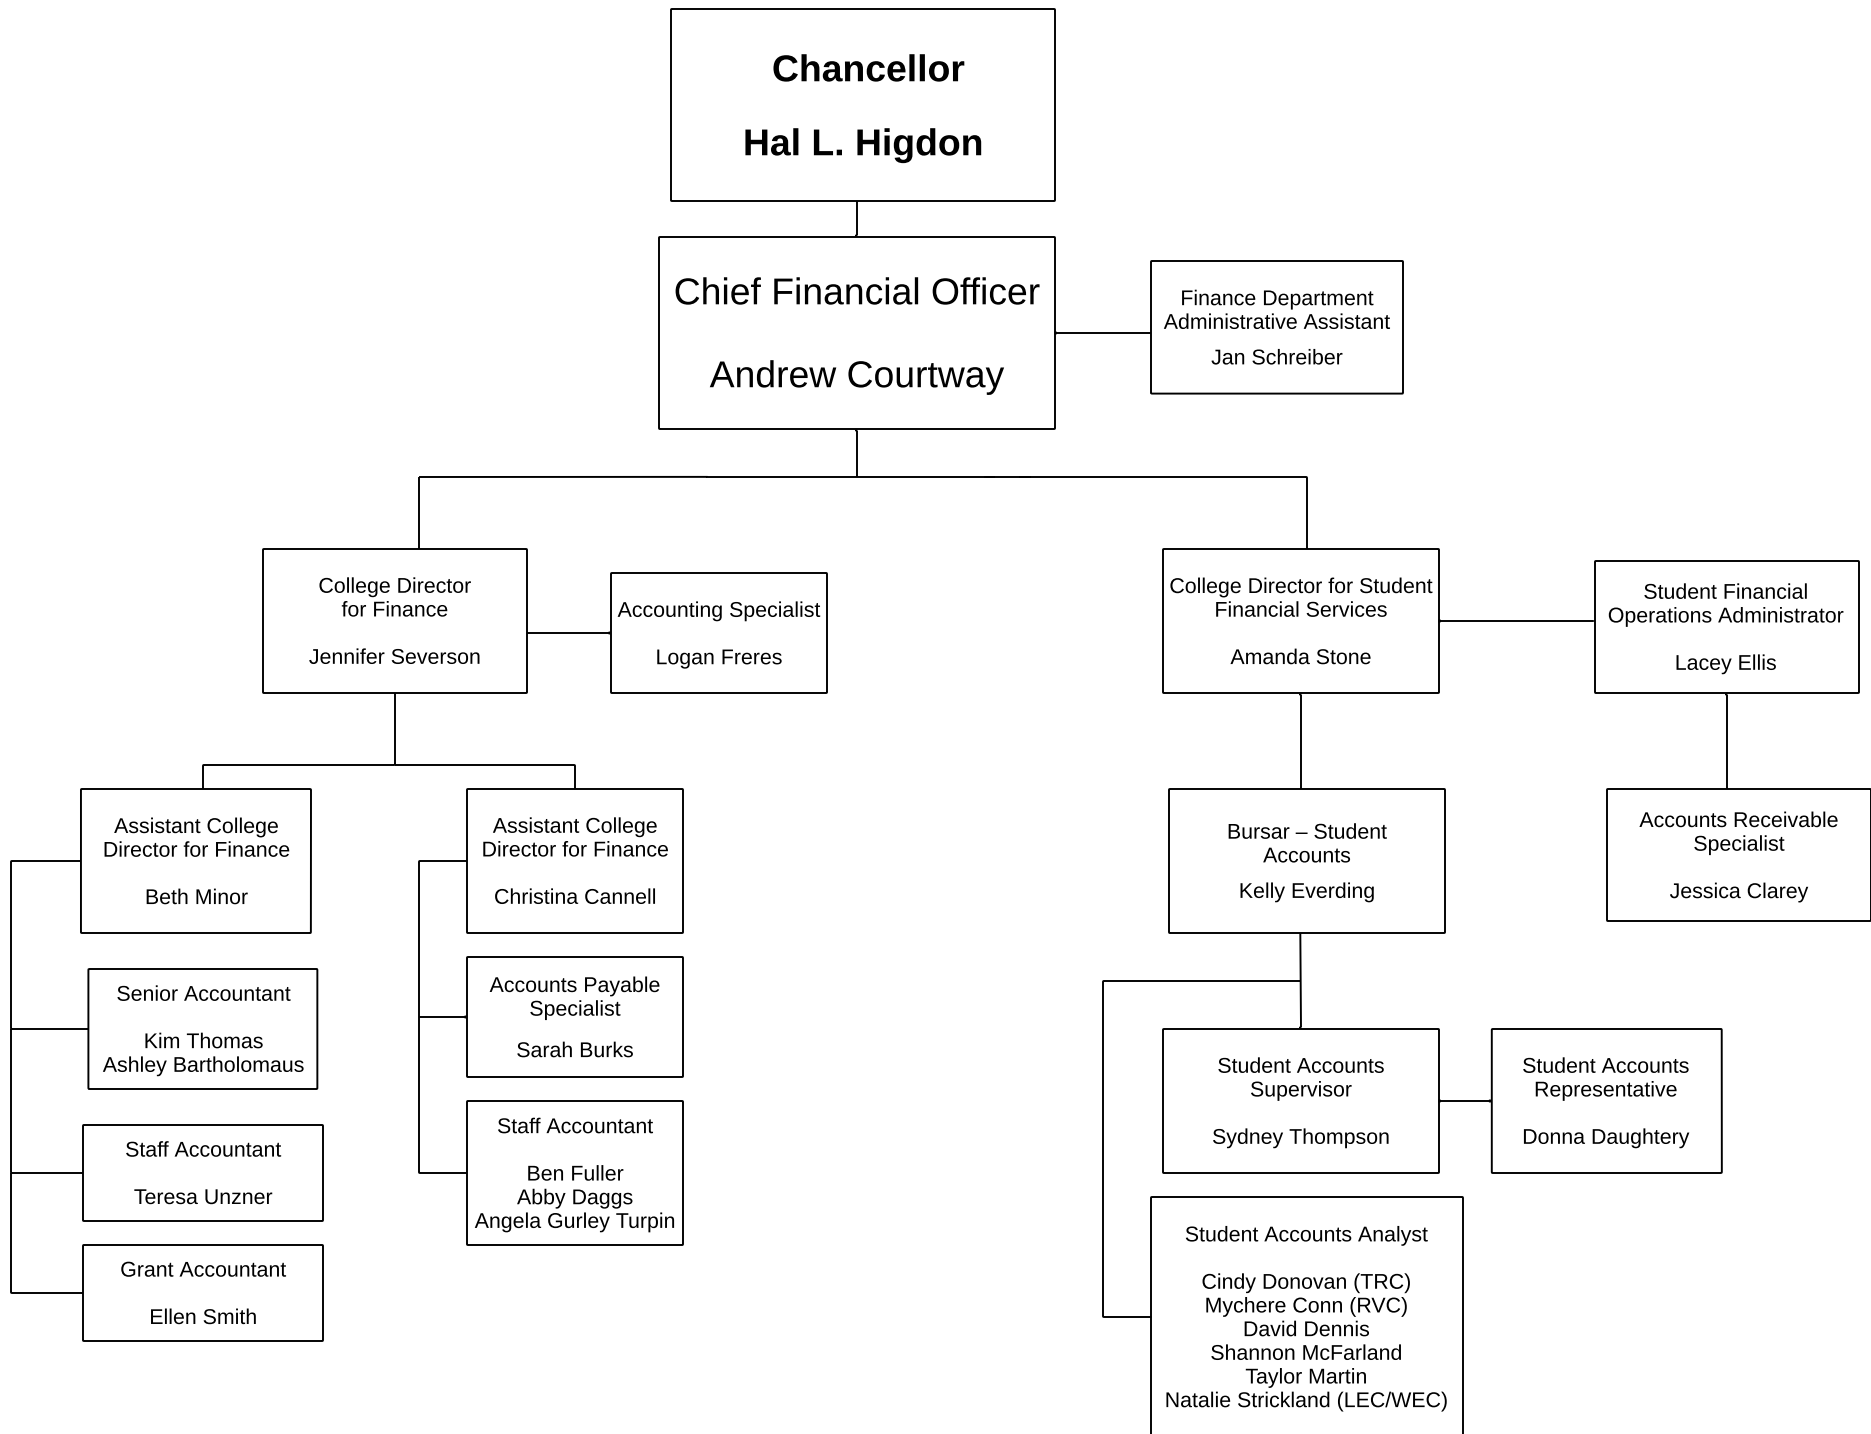 Chancellor
Hal L. Higdon
Chief Financial Officer
Andrew Courtway
Finance Department
Administrative Assistant
Jan Schreiber
College Director
for Finance
Jennifer Severson
Accounting Specialist
Logan Freres
College Director for Student
Financial Services
Amanda Stone
Student Financial
Operations Administrator
Lacey Ellis
Assistant College
Director for Finance
Beth Minor
Assistant College
Director for Finance
Christina Cannell
Bursar – Student
Accounts
Kelly Everding
Accounts Receivable
Specialist
Jessica Clarey
Senior Accountant
Kim Thomas
Ashley Bartholomaus
Accounts Payable
Specialist
Sarah Burks
Student Accounts
Supervisor
Sydney Thompson
Student Accounts
Representative
Donna Daughtery
Staff Accountant
Teresa Unzner
Staff Accountant
Ben Fuller
Abby Daggs
Angela Gurley Turpin
Grant Accountant
Ellen Smith
Student Accounts Analyst
Cindy Donovan (TRC)
Mychere Conn (RVC)
David Dennis
Shannon McFarland
Taylor Martin
Natalie Strickland (LEC/WEC)